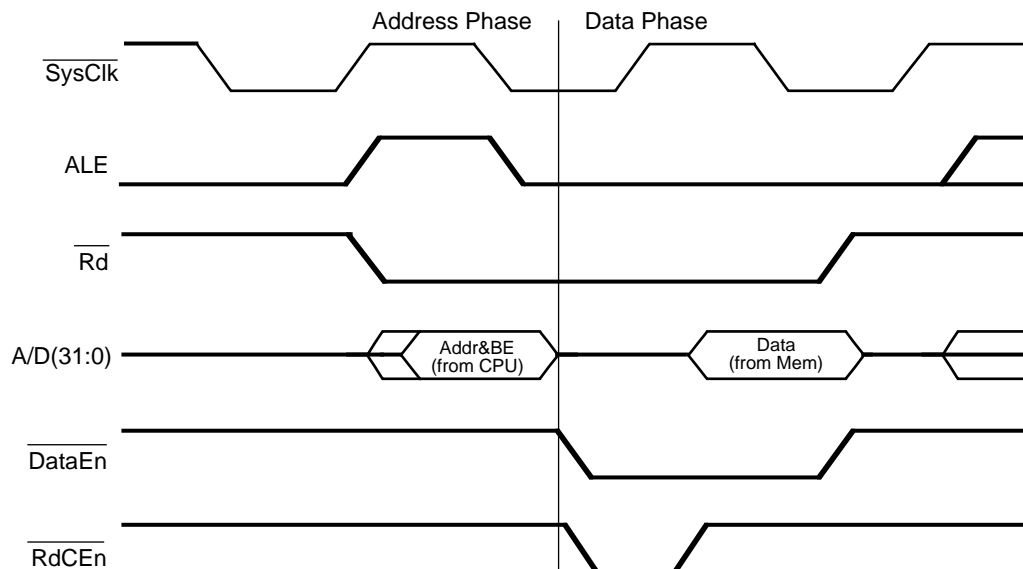 Address Phase Data Phase
SysClk
ALE
Rd
A/D(31:0)
Addr&BE
(from CPU)
Data
(from Mem)
DataEn
RdCEn